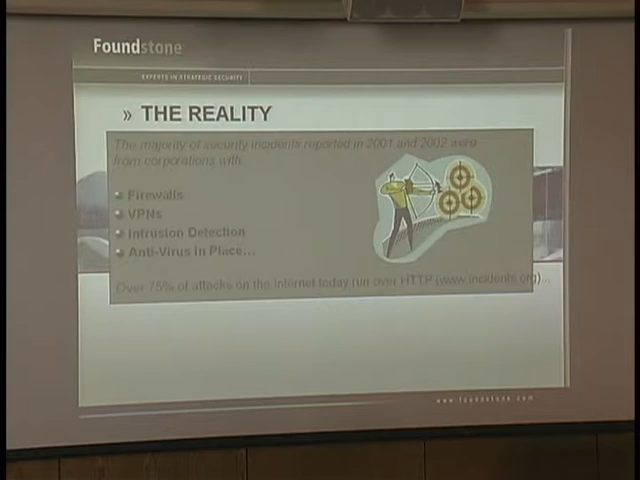 Foundstone
EXPERTS IN STRATEGIC SECURITY
» THE REALITY
The majority of security incidents reported in 2001 and 2002 were
from corporations with
Firewalls
VPNs
Intrusion Detection
Anti-Virus in Place...
Over 75% of attacks on the internet today run over HTTP (www.incidents.org)...
www.foundstone.com